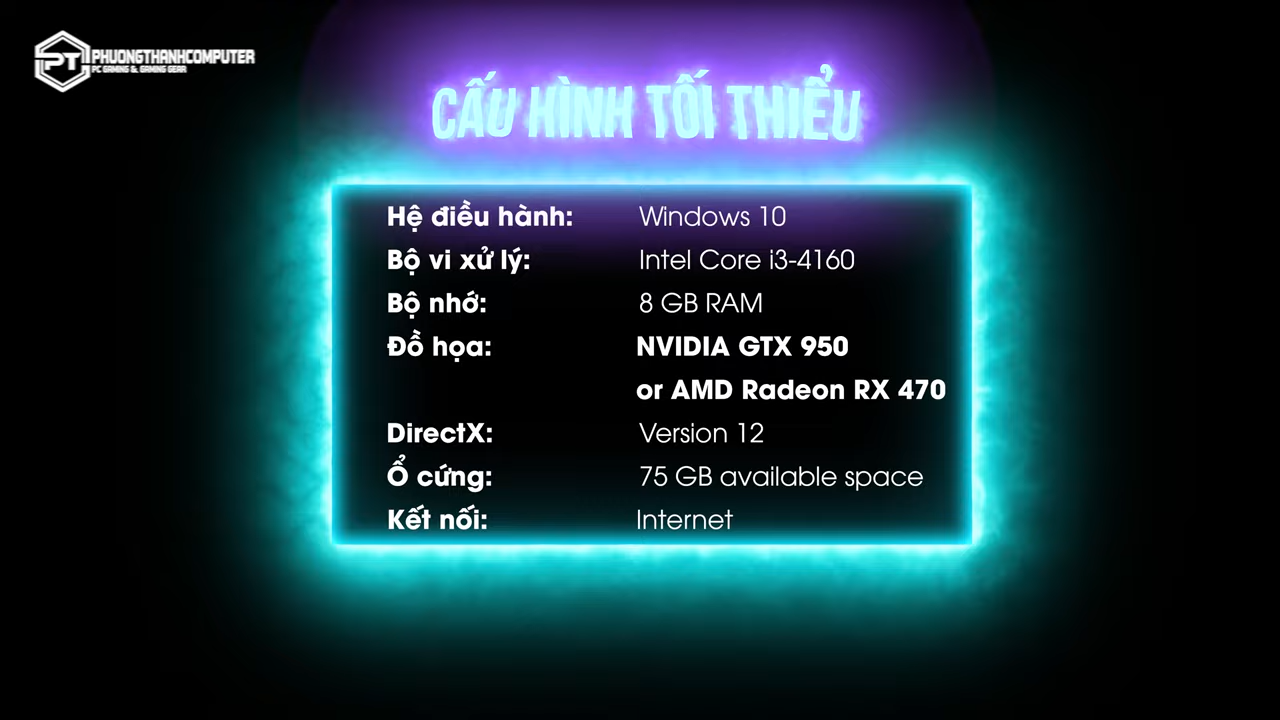 PT PHUONGTHANHCOMPUTER
PC GAMING & GAMING GEAR
CẤU HÌNH TỐI THIỂU
Hệ điều hành: Windows 10
Bộ vi xử lý: Intel Core i3-4160
Bộ nhớ: 8 GB RAM
Đồ họa: NVIDIA GTX 950
or AMD Radeon RX 470
DirectX: Version 12
Ổ cứng: 75 GB available space
Kết nối: Internet